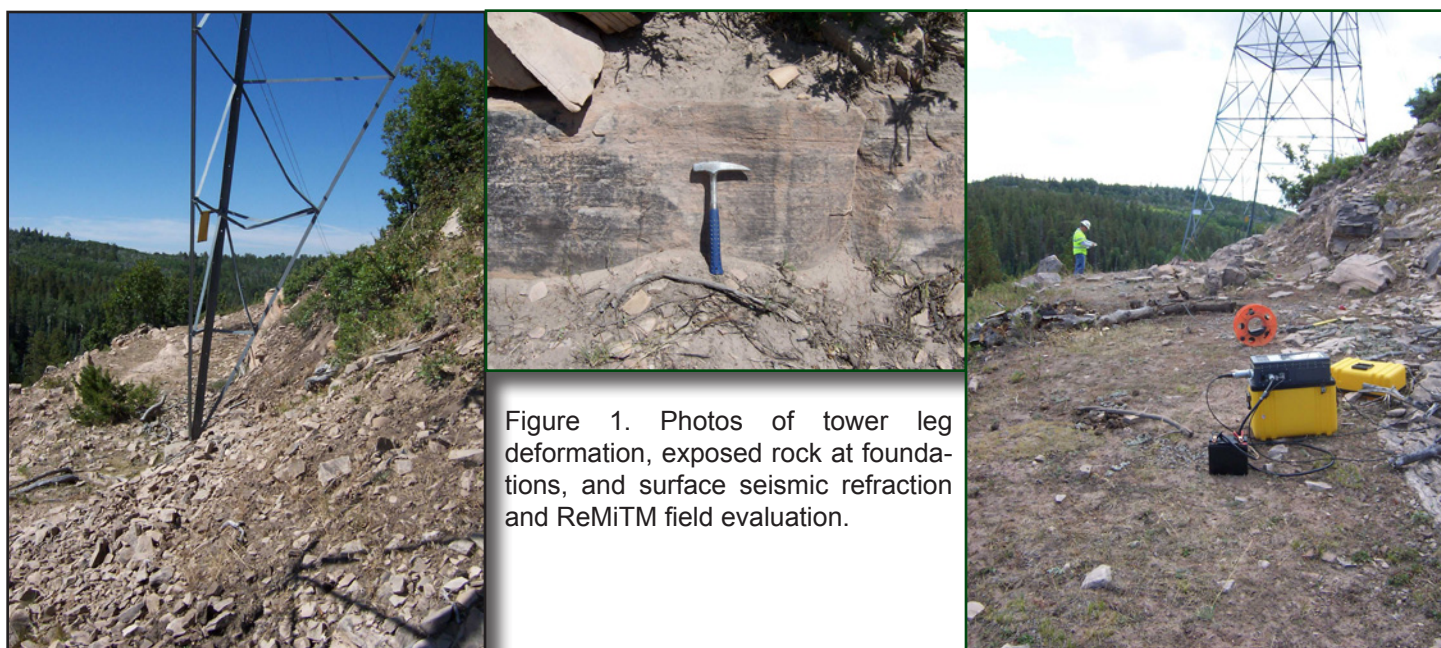 Figure 1. Photos of tower leg
deformation, exposed rock at founda-
tions, and surface seismic refraction
and ReMiTM field evaluation.